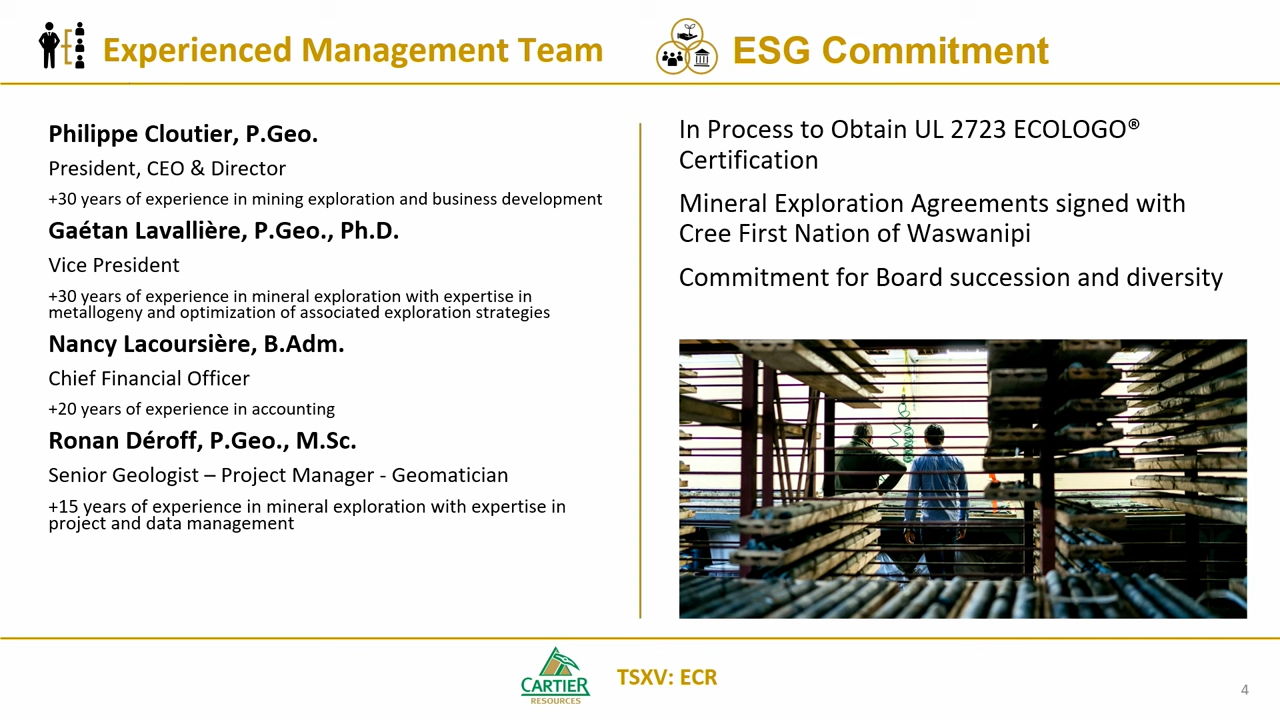 Experienced Management Team
ESG Commitment
Philippe Cloutier, P.Geo.
President, CEO & Director
+30 years of experience in mining exploration and business development
Gaétan Lavallière, P.Geo., Ph.D.
Vice President
+30 years of experience in mineral exploration with expertise in
metallogeny and optimization of associated exploration strategies
Nancy Lacoursière, B.Adm.
Chief Financial Officer
+20 years of experience in accounting
Ronan Déroff, P.Geo., M.Sc.
Senior Geologist – Project Manager - Geomatician
+15 years of experience in mineral exploration with expertise in
project and data management
In Process to Obtain UL 2723 ECOLOGO®
Certification
Mineral Exploration Agreements signed with
Cree First Nation of Waswanipi
Commitment for Board succession and diversity
CARTIER
RESOURCES
TSXV: ECR
4